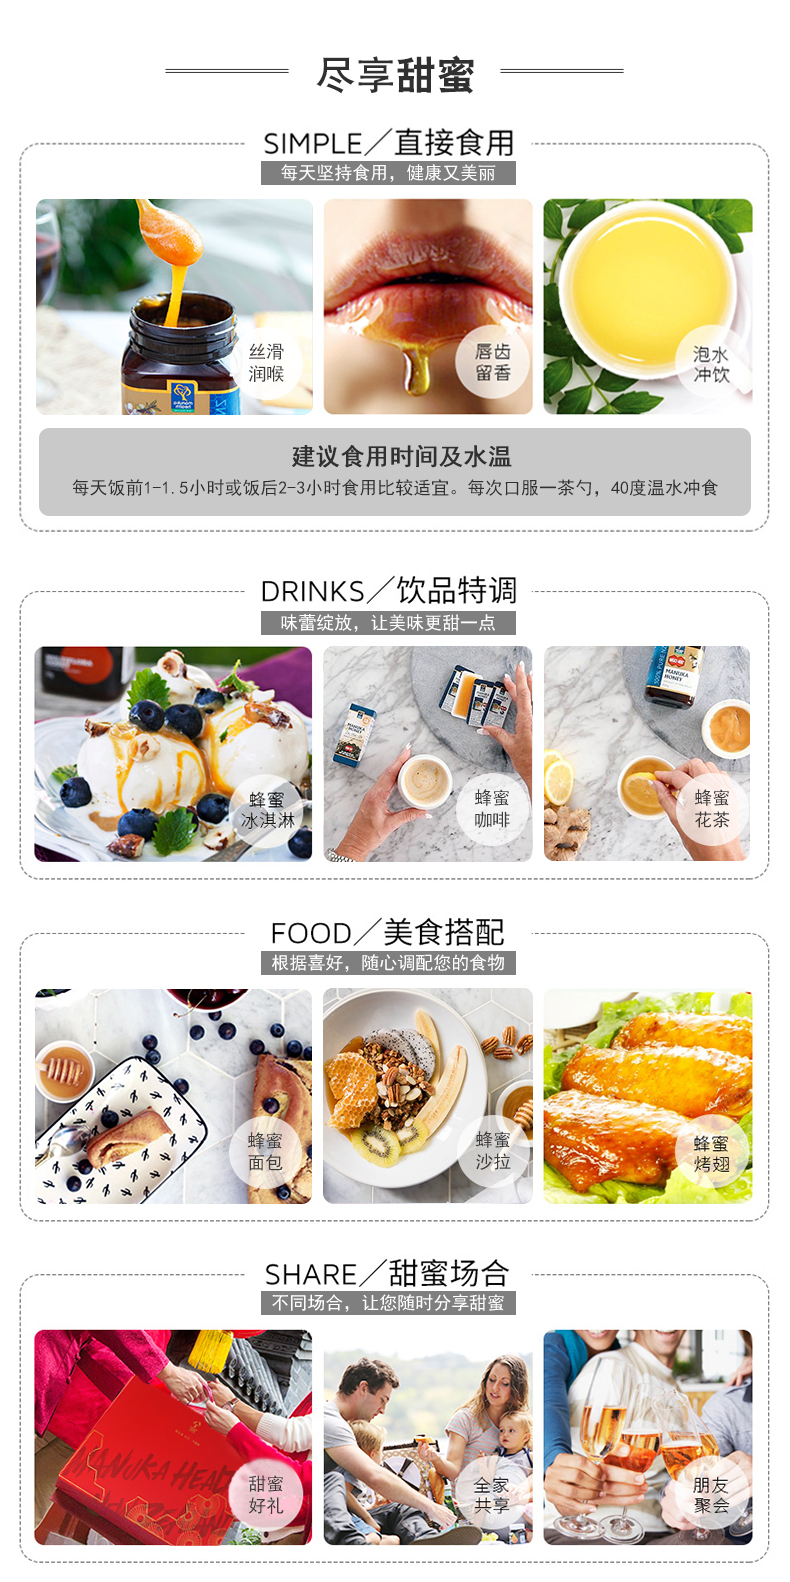 尽享甜蜜
SIMPLE／直接食用
每天坚持食用，健康又美丽
丝滑
润喉
唇齿
留香
泡水
冲饮
建议食用时间及水温
每天饭前1-1.5小时或饭后2-3小时食用比较适宜。每次口服一茶勺，40度温水冲食
DRINKS／饮品特调
味蕾绽放，让美味更甜一点
MANUKA
HONEY
MANUKA
HONEY
蜂蜜
冰淇淋
蜂蜜
咖啡
蜂蜜
花茶
FOOD／美食搭配
根据喜好，随心调配您的食物
蜂蜜
面包
蜂蜜
沙拉
蜂蜜
烤翅
SHARE／甜蜜场合
不同场合，让您随时分享甜蜜
MANUKA HEA
甜蜜
好礼
全家
共享
朋友
聚会